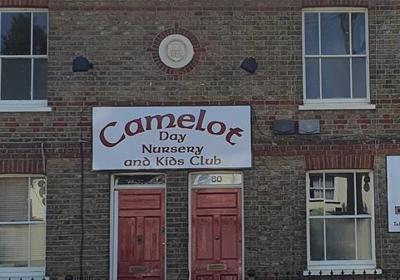 Camelot
Day
Nursery
and Kids Club
80